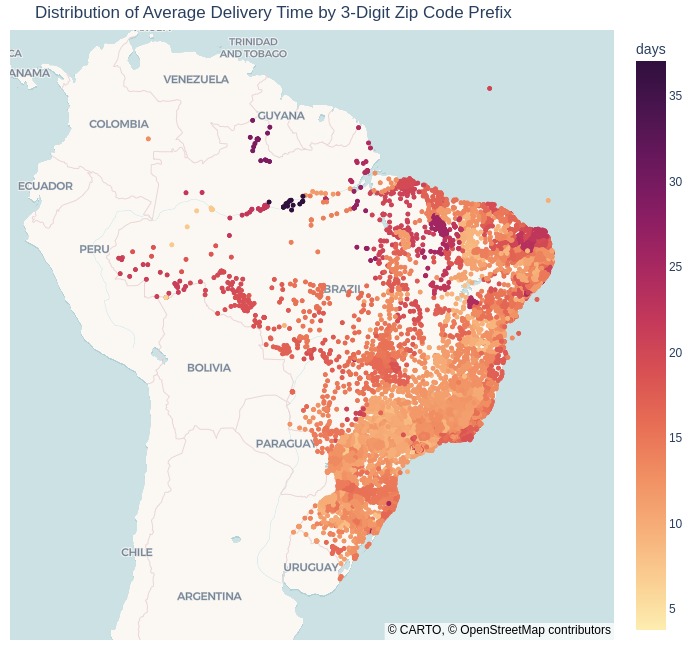 Distribution of Average Delivery Time by 3-Digit Zip Code Prefix
days
TRINIDAD
AND TOBAGO
CA
ANAMA
VENEZUELA
GUYANA
COLOMBIA
ECUADOR
PERU
BRAZIL
BOLIVIA
PARAGUAY
CHILE
URUGUAY
ARGENTINA
35
30
25
20
15
10
5
© CARTO, © OpenStreetMap contributors